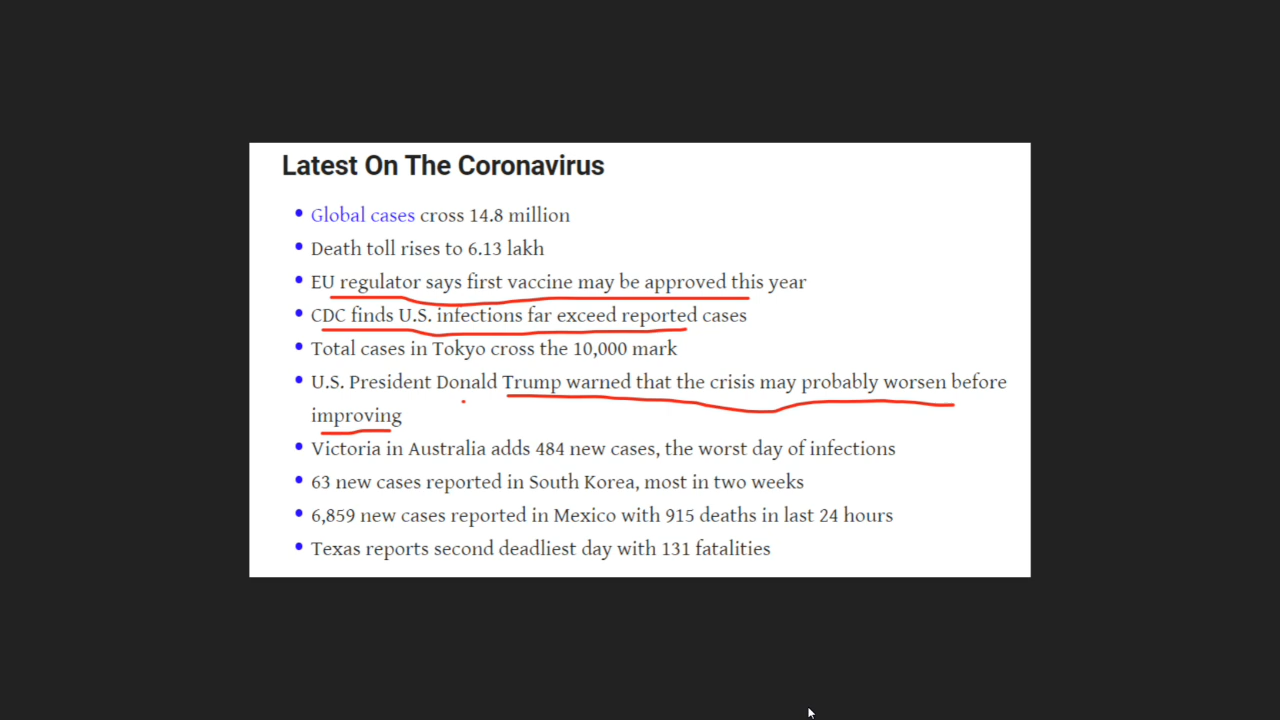 Latest On The Coronavirus
• Global cases cross 14.8 million
• Death toll rises to 6.13 lakh
• EU regulator says first vaccine may be approved this year
• CDC finds U.S. infections far exceed reported cases
• Total cases in Tokyo cross the 10,000 mark
• U.S. President Donald Trump warned that the crisis may probably worsen before
improving
• Victoria in Australia adds 484 new cases, the worst day of infections
• 63 new cases reported in South Korea, most in two weeks
• 6,859 new cases reported in Mexico with 915 deaths in last 24 hours
• Texas reports second deadliest day with 131 fatalities